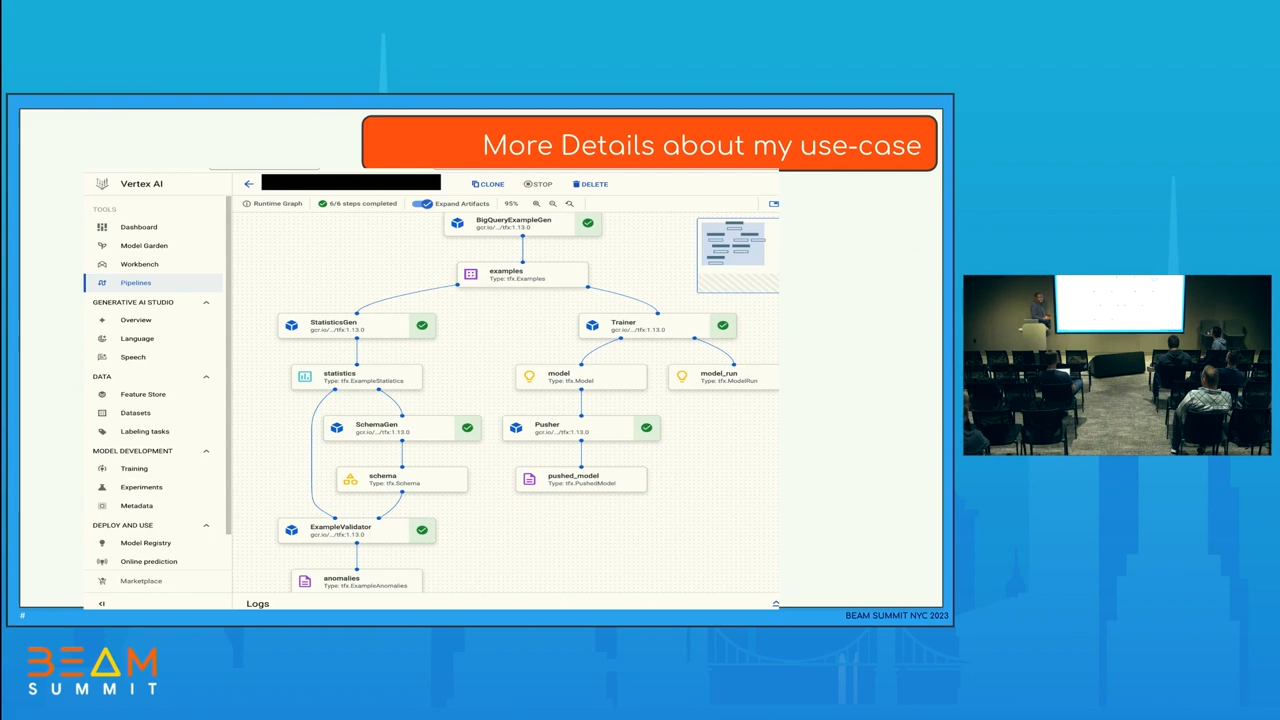 More Details about my use-case
Vertex AI
CLONE
STOP
DELETE
TOOLS
Runtime Graph
6/6 steps completed
Expand Artifacts
95%
Dashboard
Model Garden
Workbench
Pipelines
GENERATIVE AI STUDIO
Overview
Language
Speech
DATA
Feature Store
Datasets
Labeling tasks
MODEL DEVELOPMENT
Training
Experiments
Metadata
DEPLOY AND USE
Model Registry
Online prediction
Marketplace
BigQueryExampleGen
gcr.io/.../tfx:1.13.0
examples
Type: tfx.Examples
StatisticsGen
gcr.io/.../tfx:1.13.0
Trainer
gcr.io/.../tfx:1.13.0
statistics
Type: tfx.ExampleStatistics
model
Type: tfx.Model
model_run
Type: tfx.ModelRun
SchemaGen
gcr.io/.../tfx:1.13.0
Pusher
gcr.io/.../tfx:1.13.0
schema
Type: tfx.Schema
pushed_model
Type: tfx.PushedModel
ExampleValidator
gcr.io/.../tfx:1.13.0
anomalies
Type: tfx.ExampleAnomalies
Logs
#
BEAM SUMMIT NYC 2023
BEAM
SUMMIT